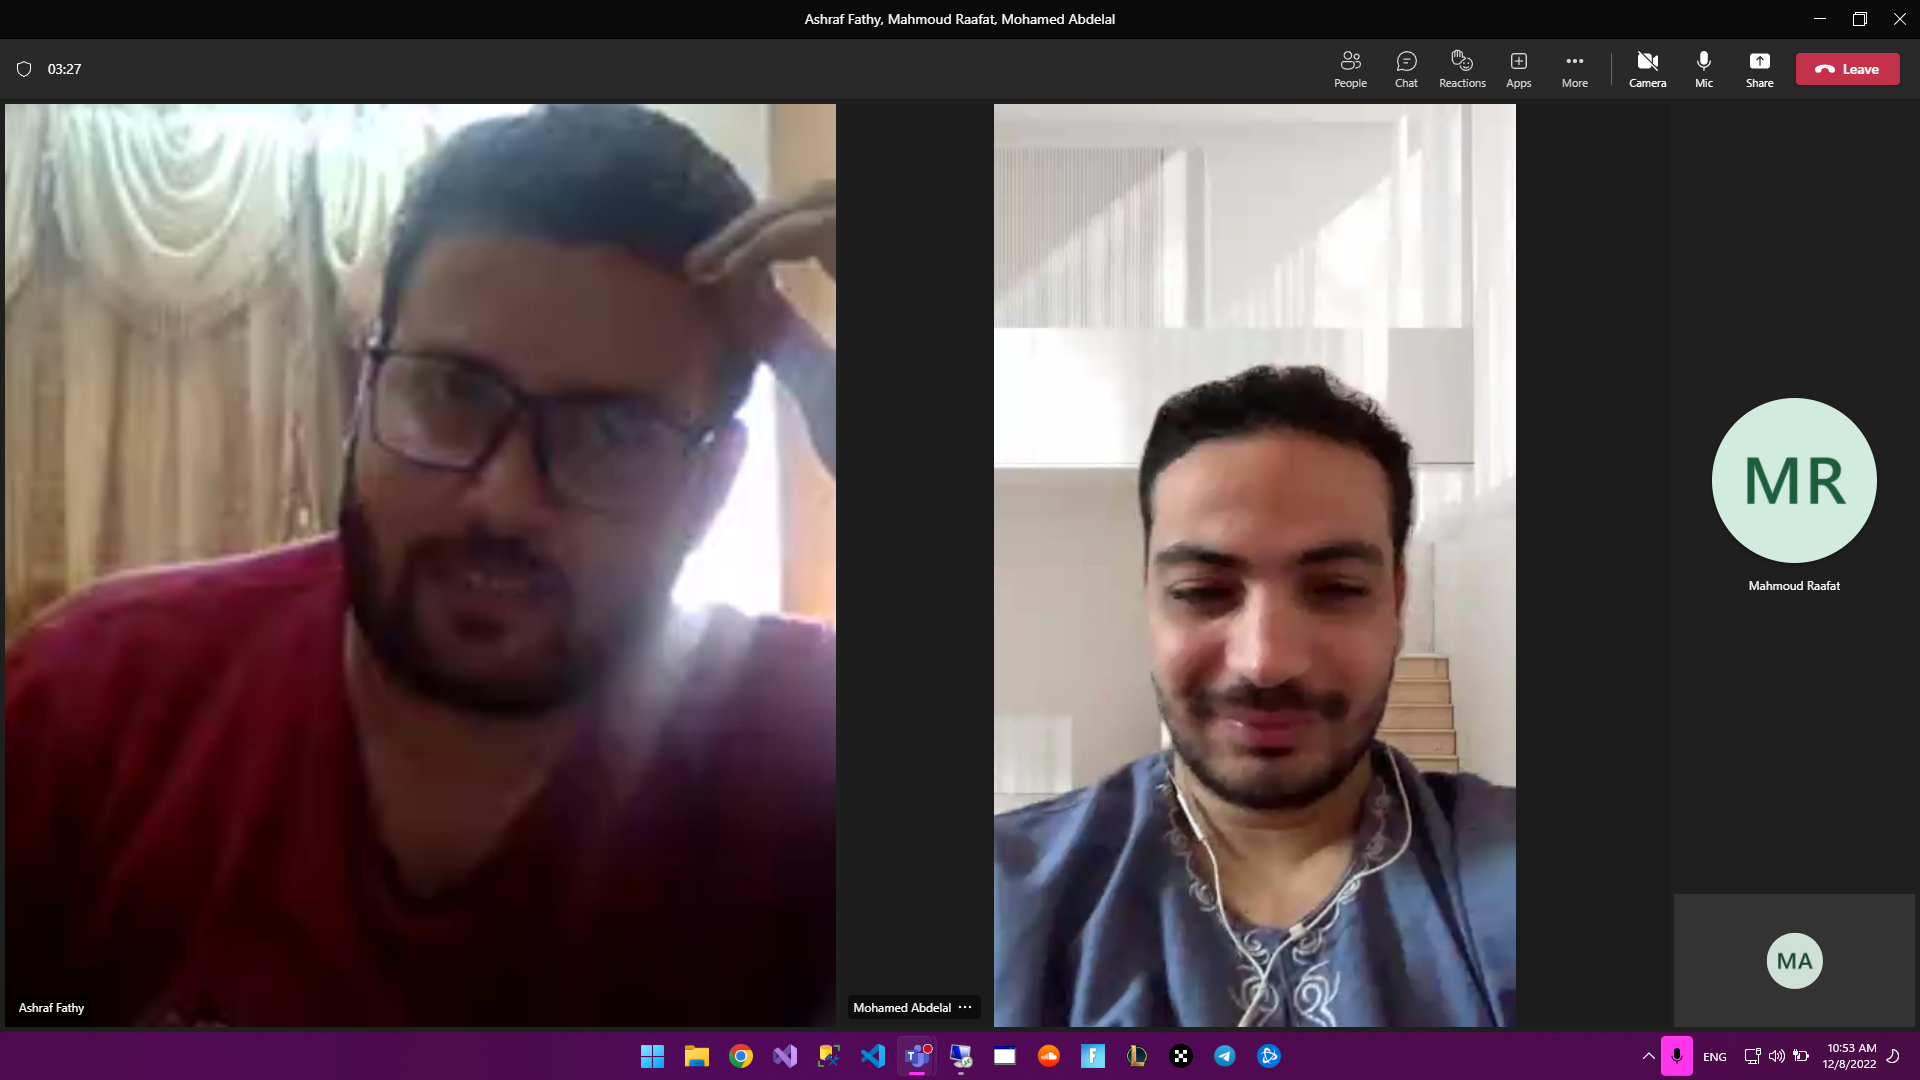 Ashraf Fathy, Mahmoud Raafat, Mohamed Abdelal
03:27
People
Chat
Reactions
Apps
More
Camera
Mic
Share
Leave
MR
Mahmoud Raafat
MA
Ashraf Fathy
Mohamed Abdelal
ENG
10:53 AM
12/8/2022